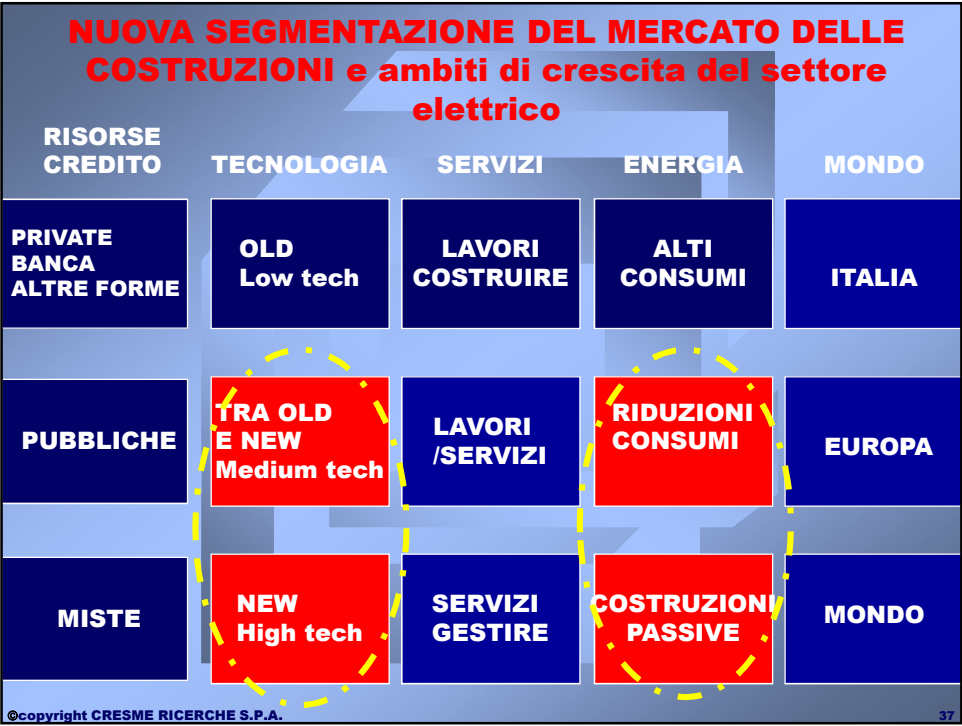 NUOVA SEGMENTAZIONE DEL MERCATO DELLE
COSTRUZIONI e ambiti di crescita del settore
elettrico
RISORSE
CREDITO
TECNOLOGIA
SERVIZI
ENERGIA
MONDO
PRIVATE
BANCA
ALTRE FORME
OLD
Low tech
LAVORI
COSTRUIRE
ALTI
CONSUMI
ITALIA
PUBBLICHE
TRA OLD
E NEW
Medium tech
LAVORI
/SERVIZI
RIDUZIONI
CONSUMI
EUROPA
MISTE
NEW
High tech
SERVIZI
GESTIRE
COSTRUZIONI
PASSIVE
MONDO
©copyright CRESME RICERCHE S.P.A.
37